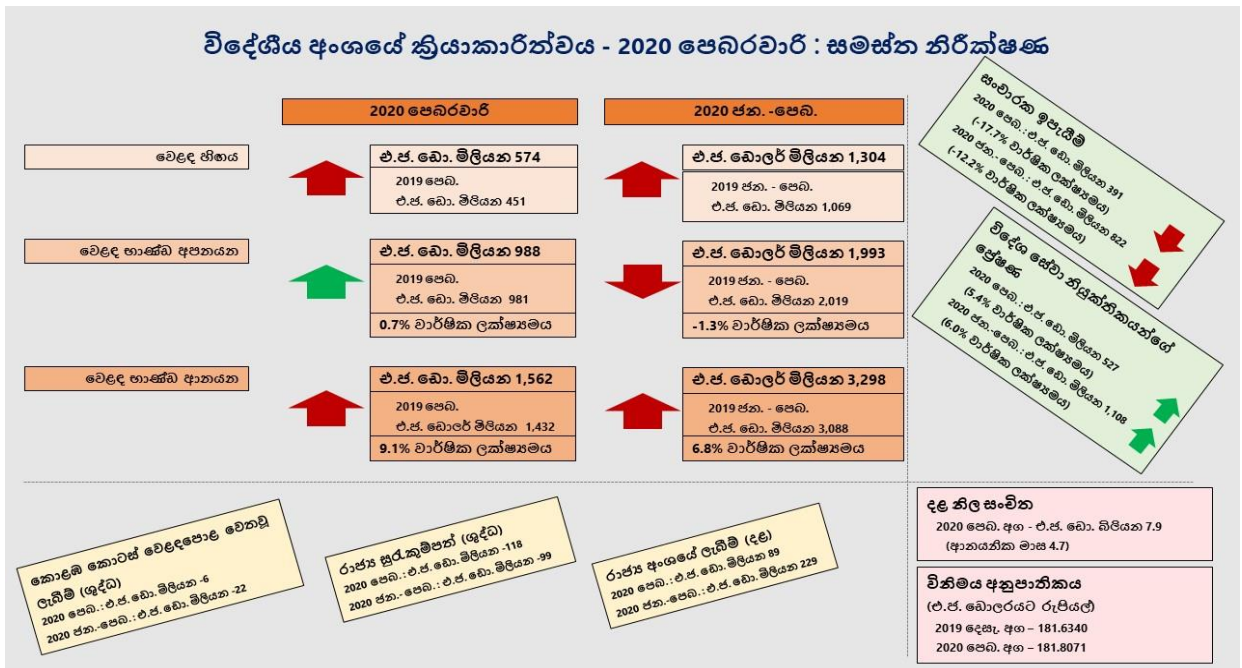 විදේශීය අංශයේ ක්‍රියාකාරිත්වය - 2020 පෙබරවාරි : සමස්ත නිරීක්ෂණ
2020 පෙබරවාරි
2020 ජන. -පෙබ.
වෙළඳ හිඟය
එ.ජ. ඩො. මිලියන 574
2019 පෙබ.
එ.ජ. ඩො. මිලියන 451
එ.ජ. ඩොලර් මිලියන 1,304
2019 ජන. - පෙබ.
එ.ජ. ඩො. මිලියන 1,069
වෙළඳ භාණ්ඩ අපනයන
එ.ජ. ඩො. මිලියන 988
2019 පෙබ.
එ.ජ. ඩො. මිලියන 981
0.7% වාර්ෂික ලක්ෂ්‍යමය
එ.ජ. ඩොලර් මිලියන 1,993
2019 ජන. - පෙබ.
එ.ජ. ඩො. මිලියන 2,019
-1.3% වාර්ෂික ලක්ෂ්‍යමය
වෙළඳ භාණ්ඩ ආනයන
එ.ජ. ඩො. මිලියන 1,562
2019 පෙබ.
එ.ජ. ඩොලර් මිලියන 1,432
9.1% වාර්ෂික ලක්ෂ්‍යමය
එ.ජ. ඩොලර් මිලියන 3,298
2019 ජන. - පෙබ.
එ.ජ. ඩො. මිලියන 3,088
6.8% වාර්ෂික ලක්ෂ්‍යමය
සංචාරක ඉපැයීම්
2020 පෙබ. : එ.ජ. ඩො. මිලියන 391
(-17.7% වාර්ෂික ලක්ෂ්‍යමය)
2020 ජන.- පෙබ. : එ.ජ. ඩො. මිලියන 822
(-12.2% වාර්ෂික ලක්ෂ්‍යමය)
විදේශ සේවා නියුක්තිකයන්ගේ
ප්‍රේෂණ
2020 පෙබ. : එ.ජ. ඩො. මිලියන 527
(5.4% වාර්ෂික ලක්ෂ්‍යමය)
2020 ජන.-පෙබ. : එ.ජ. ඩො. මිලියන 1,108
(6.0% වාර්ෂික ලක්ෂ්‍යමය)
කොළඹ කොටස් වෙළඳපොළ වෙතවූ
ලැබීම් (ශුද්ධ)
2020 පෙබ. : එ.ජ. ඩො. මිලියන -6
2020 ජන.-පෙබ. : එ.ජ. ඩො. මිලියන -22
රාජ්‍ය සුරැකුම්පත් (ශුද්ධ)
2020 පෙබ. : එ.ජ. ඩො. මිලියන -118
2020 ජන.- පෙබ. : එ.ජ. ඩො. මිලියන -99
රාජ්‍ය අංශයේ ලැබීම් (දළ)
2020 පෙබ. : එ.ජ. ඩො. මිලියන 89
2020 ජන.-පෙබ. : එ.ජ. ඩො. මිලියන 229
දළ නිල සංචිත
2020 පෙබ. අග - එ.ජ. ඩො. බිලියන 7.9
(ආනයනික මාස 4.7)
විනිමය අනුපාතිකය
(එ.ජ. ඩොලරයට රුපියල්)
2019 දෙසැ. අග – 181.6340
2020 පෙබ. අග – 181.8071